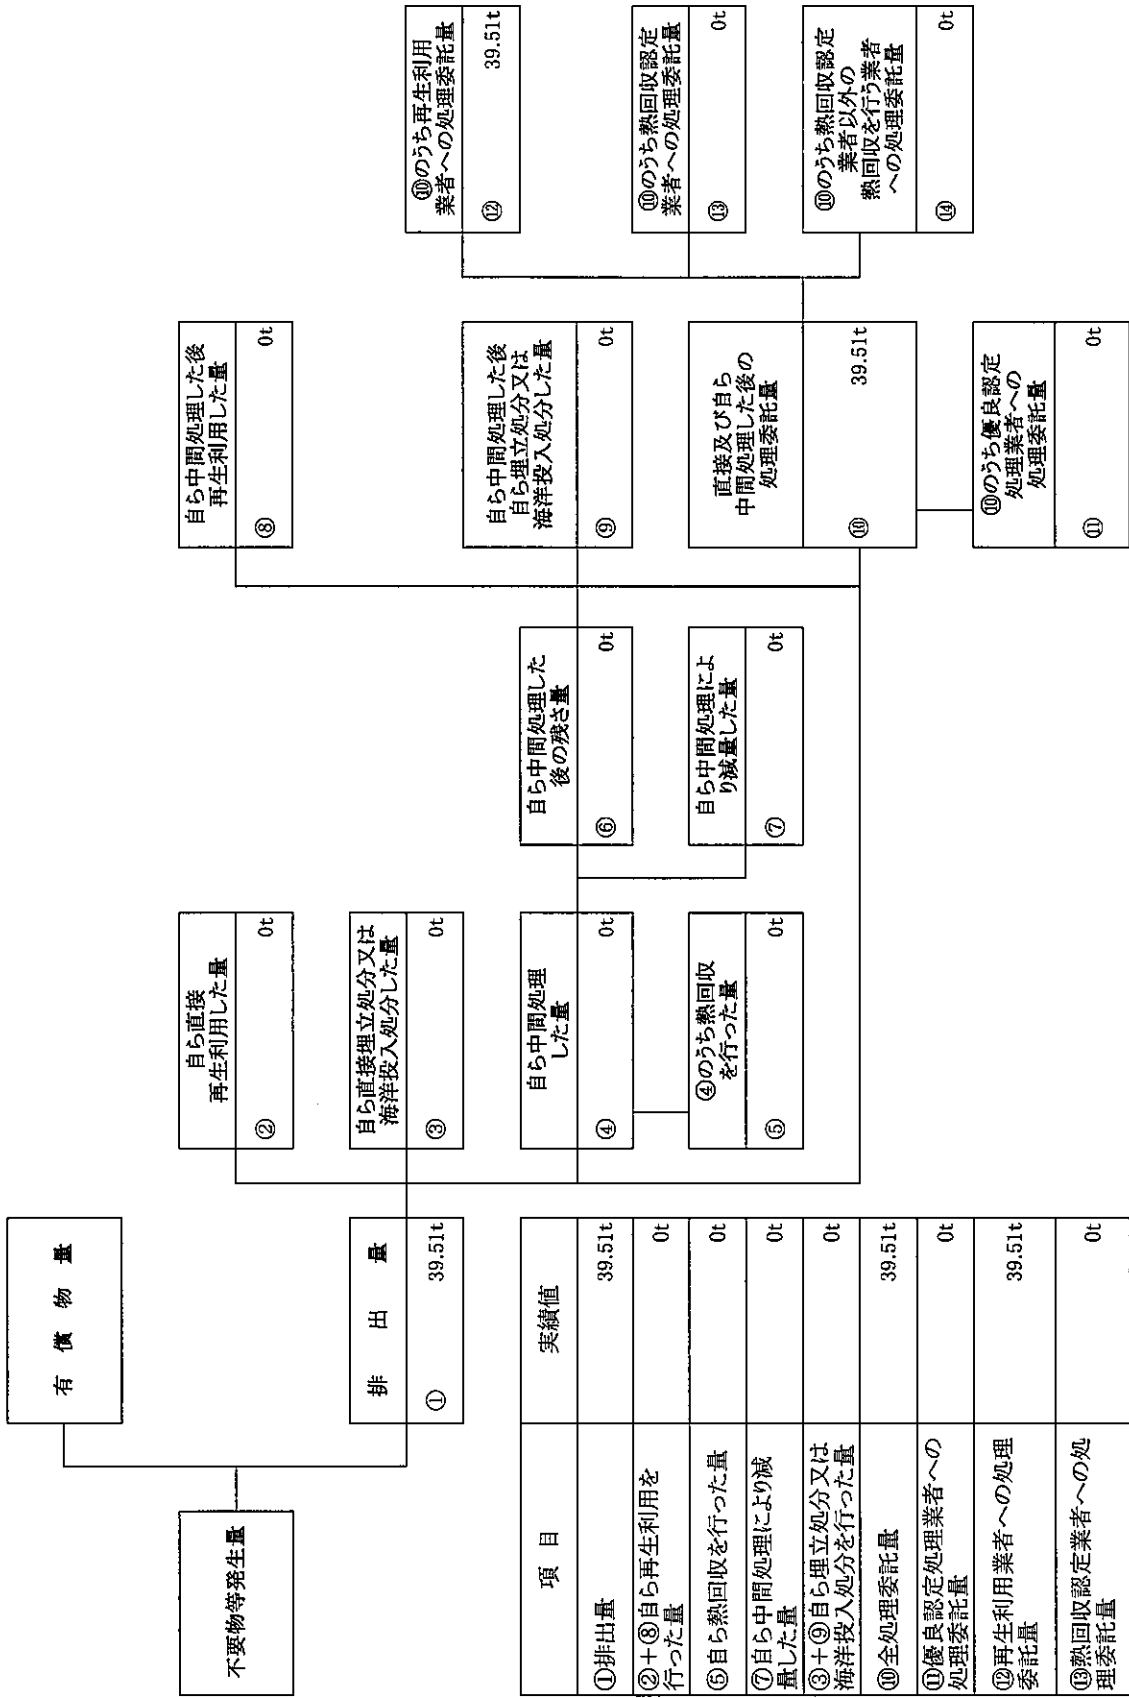 不要物等発生量
有 償 物 量
排 出 量
① 39.51t
自ら直接
再生利用した量
② 0t
自ら直接埋立処分又は
海洋投入処分した量
③ 0t
自ら中間処理
した量
④ 0t
④のうち熱回収
を行った量
⑤ 0t
自ら中間処理した
後の残さ量
⑥ 0t
自ら中間処理によ
り減量した量
⑦ 0t
自ら中間処理した後
再生利用した量
⑧ 0t
自ら中間処理した後
自ら埋立処分又は
海洋投入処分した量
⑨ 0t
直接及び自ら
中間処理した後の
処理委託量
⑩ 39.51t
⑩のうち優良認定
処理業者への
処理委託量
⑪ 0t
⑩のうち再生利用
業者への処理委託量
⑫ 39.51t
⑩のうち熱回収認定
業者への処理委託量
⑬ 0t
⑩のうち熱回収認定
業者以外の
熱回収を行う業者
への処理委託量
⑭ 0t
項 目 実績値
①排出量 39.51t
②+⑧自ら再生利用を
行った量 0t
⑤自ら熱回収を行った量 0t
⑦自ら中間処理により減
量した量 0t
③+⑨自ら埋立処分又は
海洋投入処分を行った量 0t
⑩全処理委託量 39.51t
⑪優良認定処理業者への
処理委託量 0t
⑫再生利用業者への処理
委託量 39.51t
⑬熱回収認定業者への処
理委託量 0t